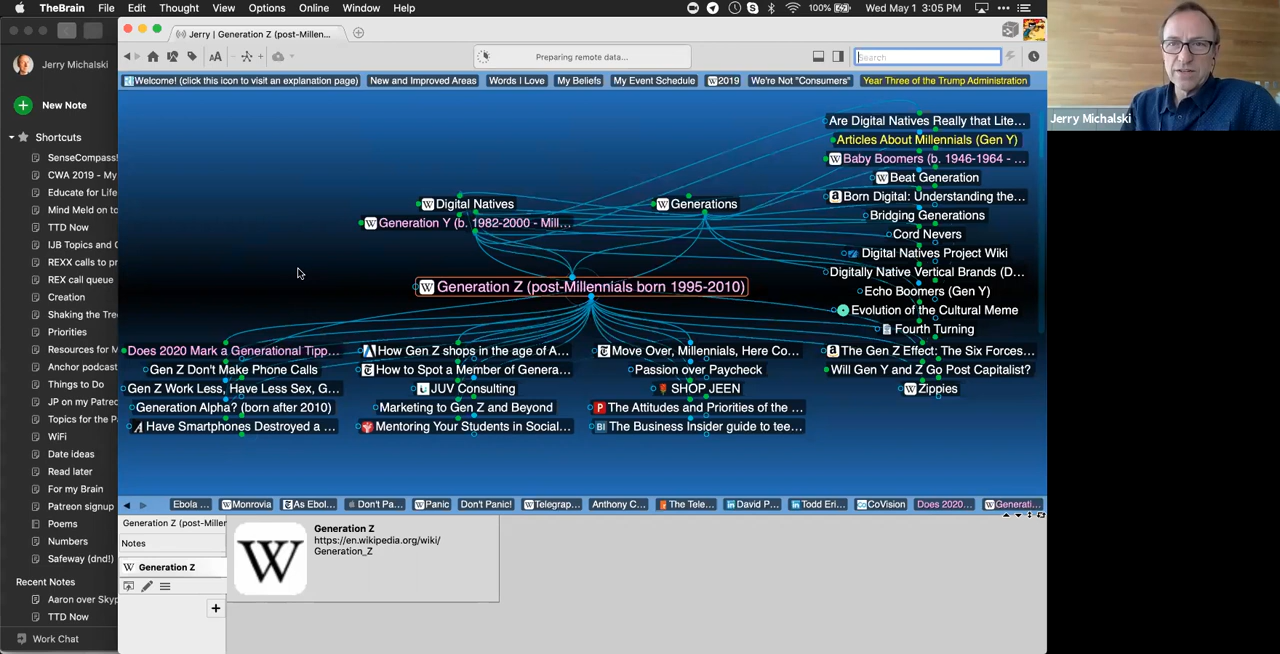 TheBrain File Edit Thought View Options Online Window Help 100% Wed May 1 3:05 PM
Jerry | Generation Z (post-Millen...
Preparing remote data...
Search
Welcome! (click this icon to visit an explanation page) New and Improved Areas Words I Love My Beliefs My Event Schedule 2019 We're Not "Consumers" Year Three of the Trump Administration
Jerry Michalski
New Note
Shortcuts
SenseCompass!
CWA 2019 - My
Educate for Life
Mind Meld on to
TTD Now
IJB Topics and C
REXX calls to pr
REX call queue
Creation
Shaking the Tree
Priorities
Resources for M
Anchor podcast
Things to Do
JP on my Patreo
Topics for the Pa
WiFi
Date ideas
Read later
For my Brain
Patreon signup
Poems
Numbers
Safeway (dnd!)
Recent Notes
Aaron over Skyp
TTD Now
Work Chat
Digital Natives
Generation Y (b. 1982-2000 - Mill...
Generations
Generation Z (post-Millennials born 1995-2010)
Are Digital Natives Really that Lite...
Articles About Millennials (Gen Y)
Baby Boomers (b. 1946-1964 - ...
Beat Generation
Born Digital: Understanding the...
Bridging Generations
Cord Nevers
Digital Natives Project Wiki
Digitally Native Vertical Brands (D...
Echo Boomers (Gen Y)
Evolution of the Cultural Meme
Fourth Turning
The Gen Z Effect: The Six Forces...
Will Gen Y and Z Go Post Capitalist?
Zippies
Does 2020 Mark a Generational Tipp...
Gen Z Don't Make Phone Calls
Gen Z Work Less, Have Less Sex, G...
Generation Alpha? (born after 2010)
Have Smartphones Destroyed a ...
How Gen Z shops in the age of A...
How to Spot a Member of Genera...
JUV Consulting
Marketing to Gen Z and Beyond
Mentoring Your Students in Social...
Move Over, Millennials, Here Co...
Passion over Paycheck
SHOP JEEN
The Attitudes and Priorities of the ...
The Business Insider guide to tee...
Ebola ... Monrovia As Ebol... Don't Pa... Panic Don't Panic! Telegrap... Anthony C... The Tele... David P... Todd Eri... CoVision Does 2020... Generati...
Generation Z (post-Miller
Notes
Generation Z
Generation Z
https://en.wikipedia.org/wiki/
Generation_Z
Jerry Michalski